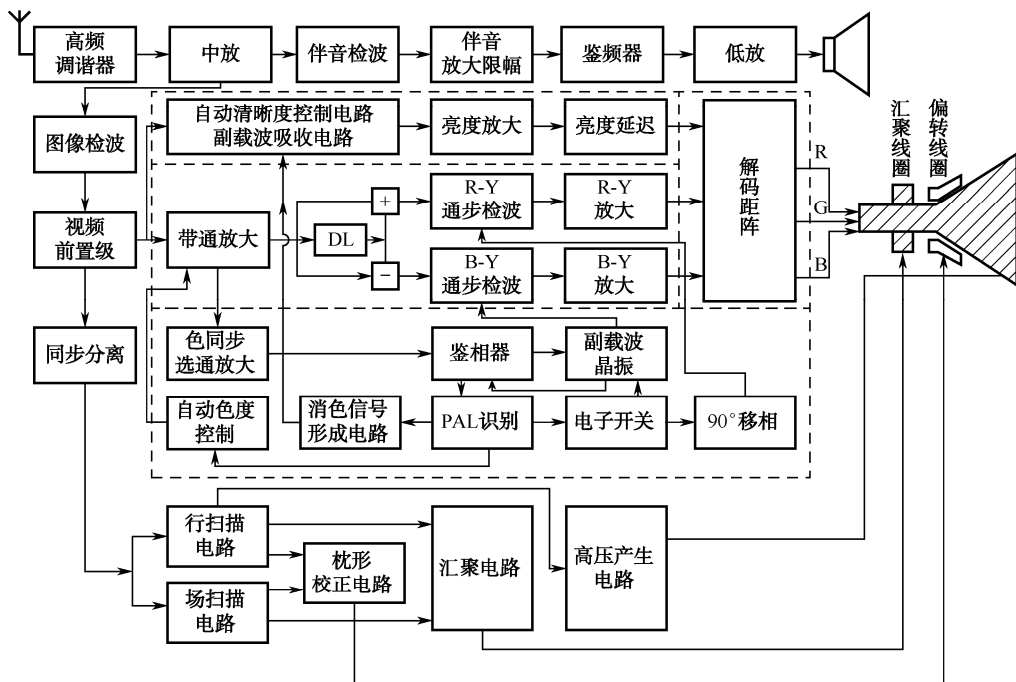 高频
调谐器
中放
伴音检波
伴音
放大限幅
鉴频器
低放
图像检波
自动清晰度控制电路
副载波吸收电路
亮度放大
亮度延迟
解码距阵
汇聚线圈
偏转线圈
R
G
B
视频
前置级
带通放大
DL
+
−
R-Y
通步检波
R-Y
放大
B-Y
通步检波
B-Y
放大
同步分离
色同步
选通放大
鉴相器
副载波
晶振
自动色度
控制
消色信号
形成电路
PAL识别
电子开关
90°移相
行扫描
电路
枕形
校正电路
汇聚电路
高压产生
电路
场扫描
电路